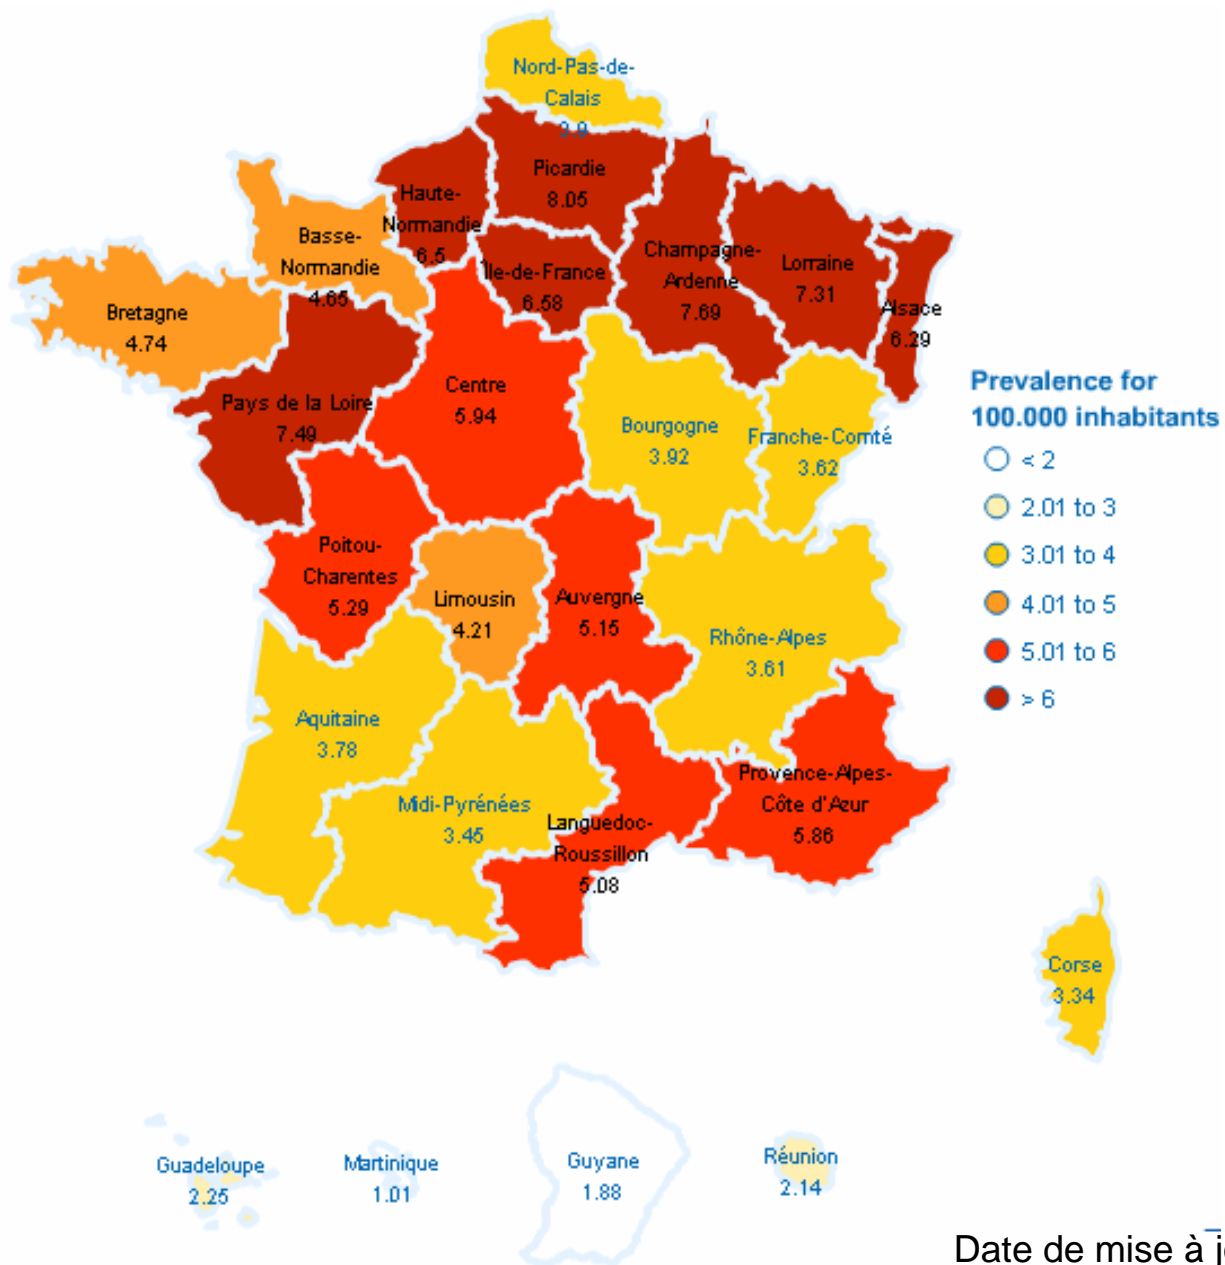 Nord-Pas-de-
Calais
3.9
Picardie
8.05
Haute-
Normandie
6.5
Basse-
Normandie
4.65
Île-de-France
6.58
Champagne-
Ardenne
7.69
Lorraine
7.31
Alsace
6.29
Bretagne
4.74
Pays de la Loire
7.49
Centre
5.94
Bourgogne
3.92
Franche-Comté
3.62
Prevalence for
100.000 inhabitants
< 2
2.01 to 3
3.01 to 4
4.01 to 5
5.01 to 6
> 6
Poitou-
Charentes
5.29
Limousin
4.21
Auvergne
5.15
Rhône-Alpes
3.61
Aquitaine
3.78
Midi-Pyrénées
3.45
Languedoc-
Roussillon
5.08
Provence-Alpes-
Côte d'Azur
5.86
Corse
3.34
Guadeloupe
2.25
Martinique
1.01
Guyane
1.88
Réunion
2.14
Date de mise à